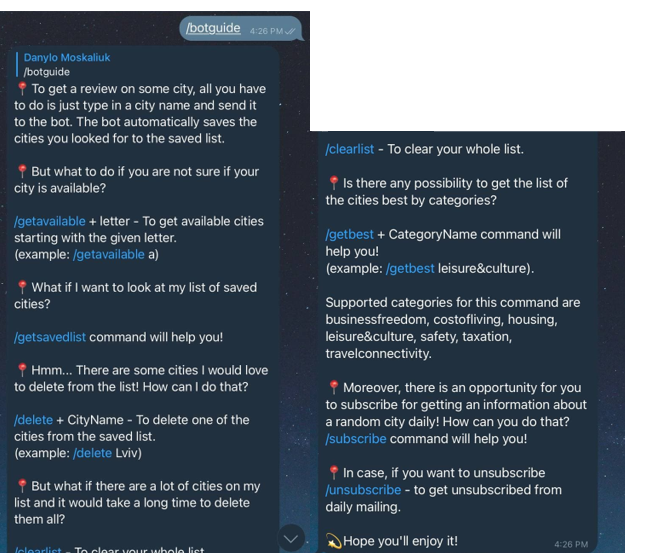 /botguide 4:26 PM
Danylo Moskaliuk
/botguide
📍 To get a review on some city, all you have
to do is just type in a city name and send it
to the bot. The bot automatically saves the
cities you looked for to the saved list.
📍 But what to do if you are not sure if your
city is available?
/getavailable + letter - To get available cities
starting with the given letter.
(example: /getavailable a)
📍 What if I want to look at my list of saved
cities?
/getsavedlist command will help you!
📍 Hmm... There are some cities I would love
to delete from the list! How can I do that?
/delete + CityName - To delete one of the
cities from the saved list.
(example: /delete Lviv)
📍 But what if there are a lot of cities on my
list and it would take a long time to delete
them all?
/clearlist - To clear your whole list.
/clearlist - To clear your whole list.
📍 Is there any possibility to get the list of
the cities best by categories?
/getbest + CategoryName command will
help you!
(example: /getbest leisure&culture).
Supported categories for this command are
businessfreedom, costofliving, housing,
leisure&culture, safety, taxation,
travelconnectivity.
📍 Moreover, there is an opportunity for you
to subscribe for getting an information about
a random city daily! How can you do that?
/subscribe command will help you!
📍 In case, if you want to unsubscribe
/unsubscribe - to get unsubscribed from
daily mailing.
💫 Hope you'll enjoy it! 4:26 PM